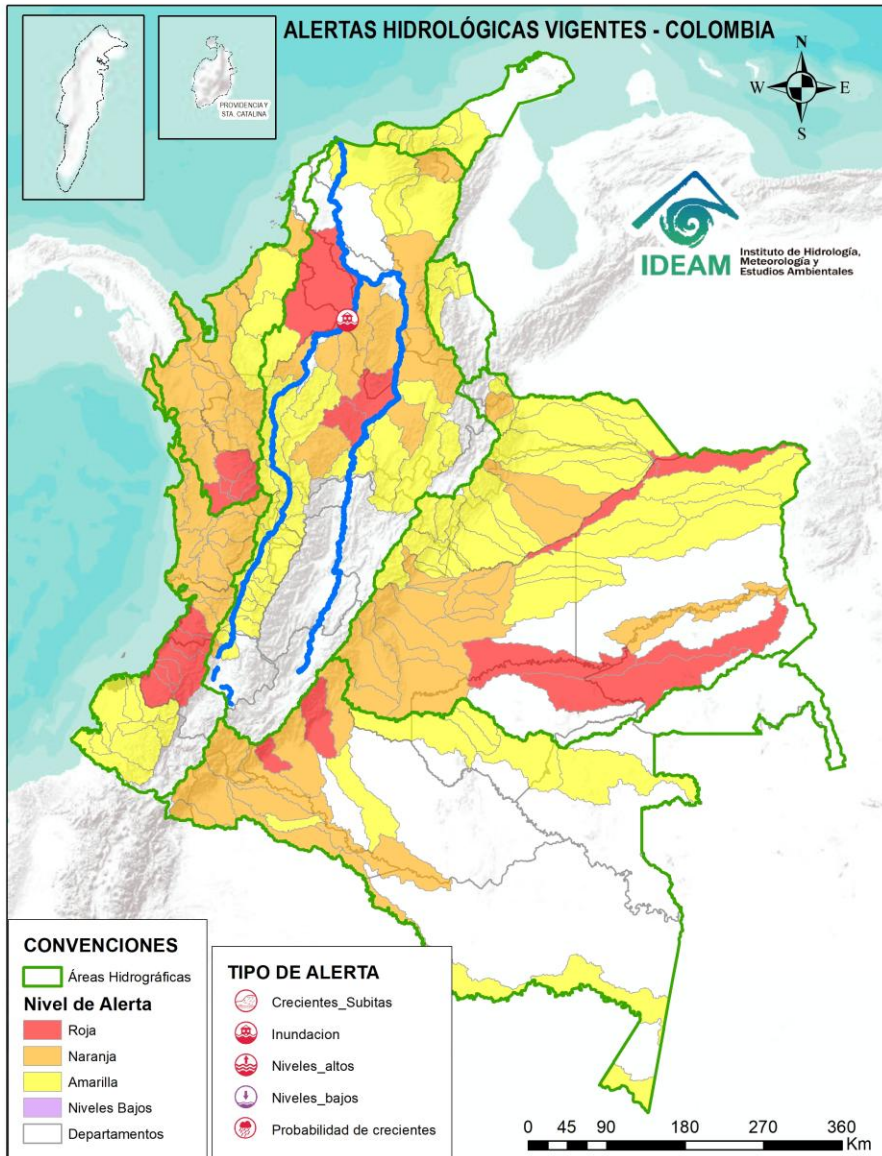 ALERTAS HIDROLÓGICAS VIGENTES - COLOMBIA
PROVIDENCIA Y
STA. CATALINA
N
W
E
S
IDEAM
Instituto de Hidrología,
Meteorología y
Estudios Ambientales
CONVENCIONES
Áreas Hidrográficas
Nivel de Alerta
Roja
Naranja
Amarilla
Niveles Bajos
Departamentos
TIPO DE ALERTA
Crecientes_Subitas
Inundacion
Niveles_altos
Niveles_bajos
Probabilidad de crecientes
0 45 90 180 270 360
Km